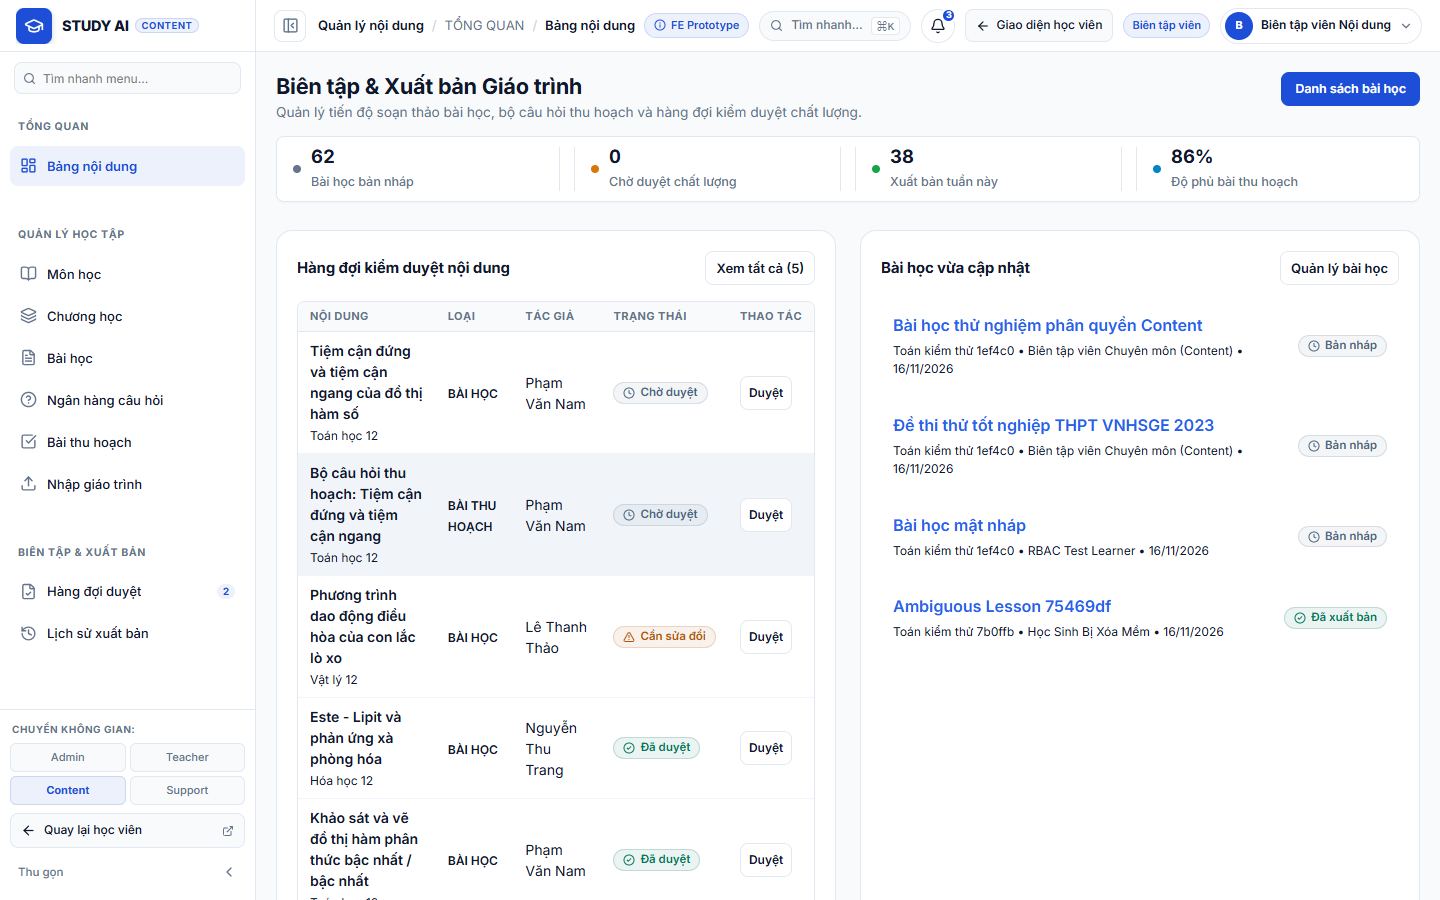 STUDY AI CONTENT
Quản lý nội dung / TỔNG QUAN / Bảng nội dung
FE Prototype
Tìm nhanh... ⌘K
3
Giao diện học viên
Biên tập viên
B Biên tập viên Nội dung
Tìm nhanh menu...
TỔNG QUAN
Bảng nội dung
QUẢN LÝ HỌC TẬP
Môn học
Chương học
Bài học
Ngân hàng câu hỏi
Bài thu hoạch
Nhập giáo trình
BIÊN TẬP & XUẤT BẢN
Hàng đợi duyệt 2
Lịch sử xuất bản
CHUYỂN KHÔNG GIAN:
Admin Teacher
Content Support
Quay lại học viên
Thu gọn
Biên tập & Xuất bản Giáo trình
Quản lý tiến độ soạn thảo bài học, bộ câu hỏi thu hoạch và hàng đợi kiểm duyệt chất lượng.
Danh sách bài học
62
Bài học bản nháp
0
Chờ duyệt chất lượng
38
Xuất bản tuần này
86%
Độ phủ bài thu hoạch
Hàng đợi kiểm duyệt nội dung
Xem tất cả (5)
NỘI DUNG LOẠI TÁC GIẢ TRẠNG THÁI THAO TÁC
Tiệm cận đứng
và tiệm cận
ngang của đồ thị
hàm số
Toán học 12
BÀI HỌC
Phạm
Văn Nam
Chờ duyệt
Duyệt
Bộ câu hỏi thu
hoạch: Tiệm cận
đứng và tiệm
cận ngang
Toán học 12
BÀI THU
HOẠCH
Phạm
Văn Nam
Chờ duyệt
Duyệt
Phương trình
dao động điều
hòa của con lắc
lò xo
Vật lý 12
BÀI HỌC
Lê Thanh
Thảo
Cần sửa đổi
Duyệt
Este - Lipit và
phản ứng xà
phòng hóa
Hóa học 12
BÀI HỌC
Nguyễn
Thu
Trang
Đã duyệt
Duyệt
Khảo sát và vẽ
đồ thị hàm phân
thức bậc nhất /
bậc nhất
BÀI HỌC
Phạm
Văn Nam
Đã duyệt
Duyệt
Bài học vừa cập nhật
Quản lý bài học
Bài học thử nghiệm phân quyền Content
Toán kiểm thử 1ef4c0 • Biên tập viên Chuyên môn (Content) •
16/11/2026
Bản nháp
Đề thi thử tốt nghiệp THPT VNHSGE 2023
Toán kiểm thử 1ef4c0 • Biên tập viên Chuyên môn (Content) •
16/11/2026
Bản nháp
Bài học mật nháp
Toán kiểm thử 1ef4c0 • RBAC Test Learner • 16/11/2026
Bản nháp
Ambiguous Lesson 75469df
Toán kiểm thử 7b0ffb • Học Sinh Bị Xóa Mềm • 16/11/2026
Đã xuất bản